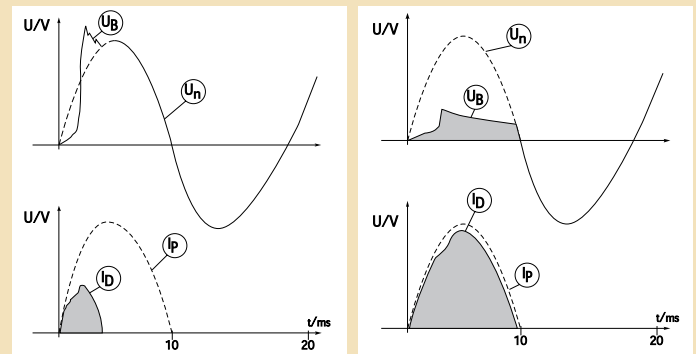 U/V
U_B
U_n
U/V
I_P
I_D
t/ms
10
20
U/V
U_n
U_B
U/V
I_D
I_P
t/ms
10
20